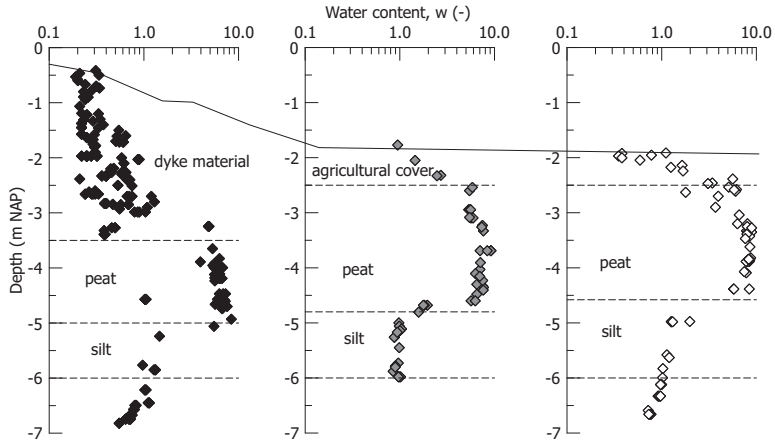 Water content, w (-)
0.1 1.0 10.0 0.1 1.0 10.0 0.1 1.0 10.0
0 0 0
-1 -1 -1
-2 dyke material -2 agricultural cover -2
-3 -3 -3
Depth (m NAP)
-4 peat -4 peat -4 peat
-5 silt -5 silt -5 silt
-6 -6 -6
-7 -7 -7